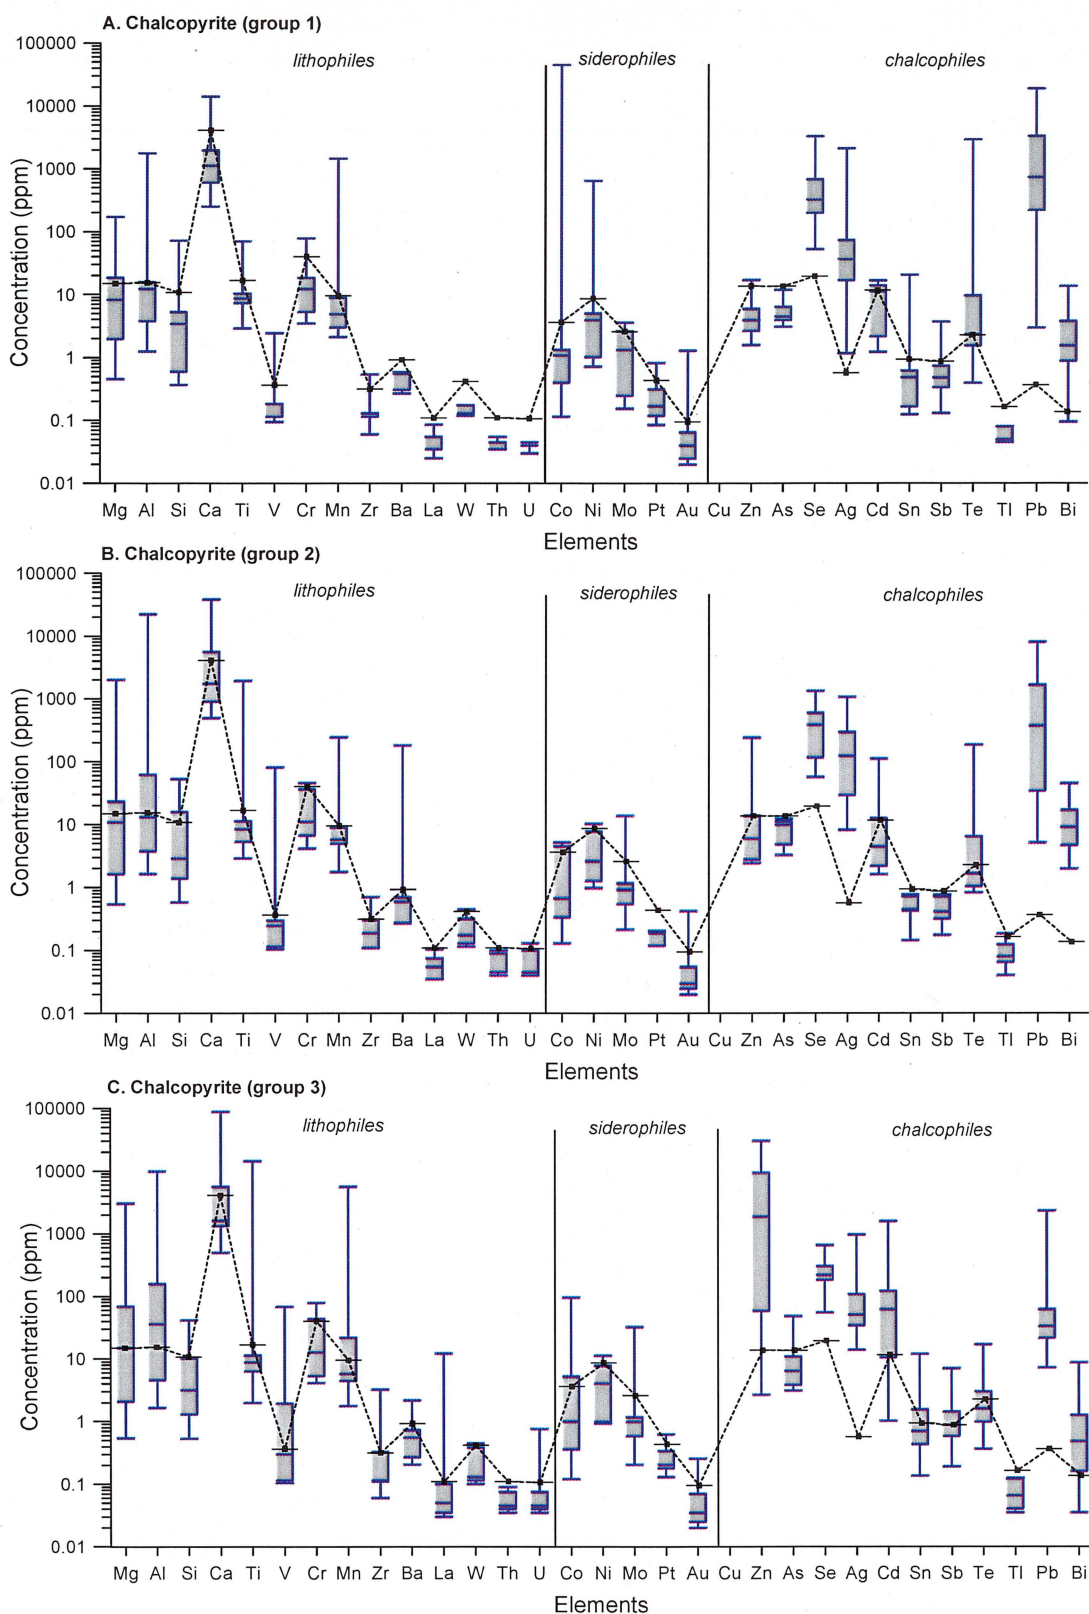 A. Chalcopyrite (group 1)
lithophiles siderophiles chalcophiles
100000
10000
1000
100
10
1
0.1
0.01
Concentration (ppm)
Mg Al Si Ca Ti V Cr Mn Zr Ba La W Th U Co Ni Mo Pt Au Cu Zn As Se Ag Cd Sn Sb Te Tl Pb Bi
Elements
B. Chalcopyrite (group 2)
lithophiles siderophiles chalcophiles
100000
10000
1000
100
10
1
0.1
0.01
Concentration (ppm)
Mg Al Si Ca Ti V Cr Mn Zr Ba La W Th U Co Ni Mo Pt Au Cu Zn As Se Ag Cd Sn Sb Te Tl Pb Bi
Elements
C. Chalcopyrite (group 3)
lithophiles siderophiles chalcophiles
100000
10000
1000
100
10
1
0.1
0.01
Concentration (ppm)
Mg Al Si Ca Ti V Cr Mn Zr Ba La W Th U Co Ni Mo Pt Au Cu Zn As Se Ag Cd Sn Sb Te Tl Pb Bi
Elements